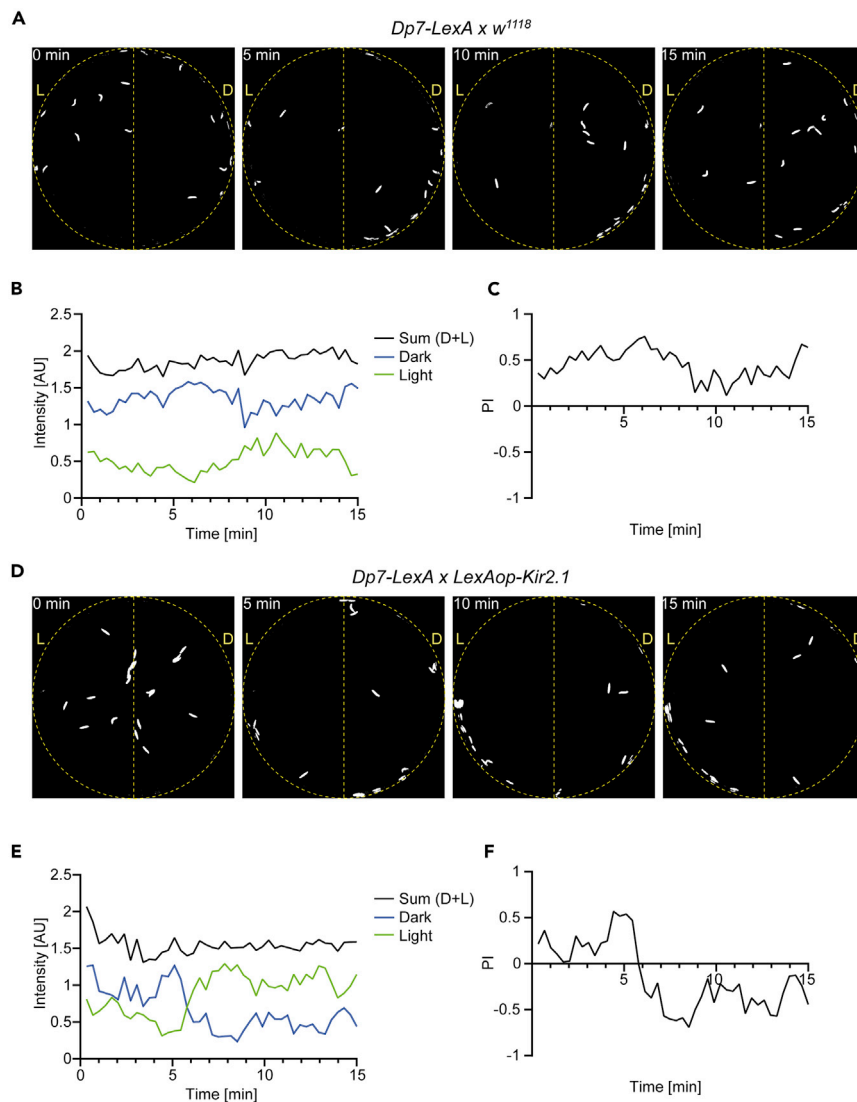 A
Dp7-LexA x w1118
0 min
5 min
10 min
15 min
L
D
L
D
L
D
L
D
B
2.5
2
1.5
1
0.5
0
Intensity [AU]
0
5
10
15
Time [min]
Sum (D+L)
Dark
Light
C
1
0.5
0
-0.5
-1
PI
5
10
15
Time [min]
D
Dp7-LexA x LexAop-Kir2.1
0 min
5 min
10 min
15 min
L
D
L
D
L
D
L
D
E
2.5
2
1.5
1
0.5
0
Intensity [AU]
0
5
10
15
Time [min]
Sum (D+L)
Dark
Light
F
1
0.5
0
-0.5
-1
PI
5
10
15
Time [min]